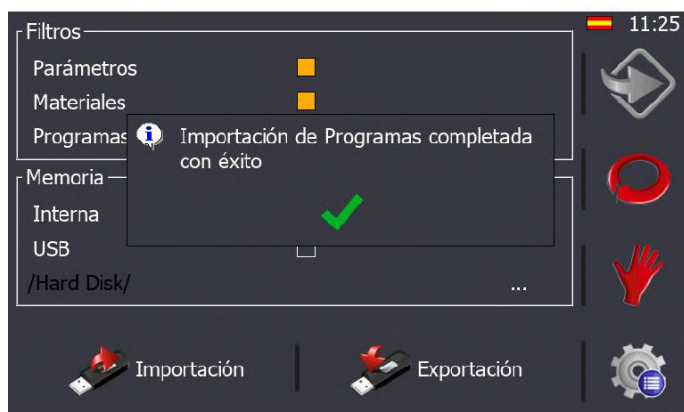 Filtros
11:25
Parámetros
Materiales
Programas
Importación de Programas completada
con éxito
Memoria
Interna
USB
/Hard Disk/
...
Importación
Exportación